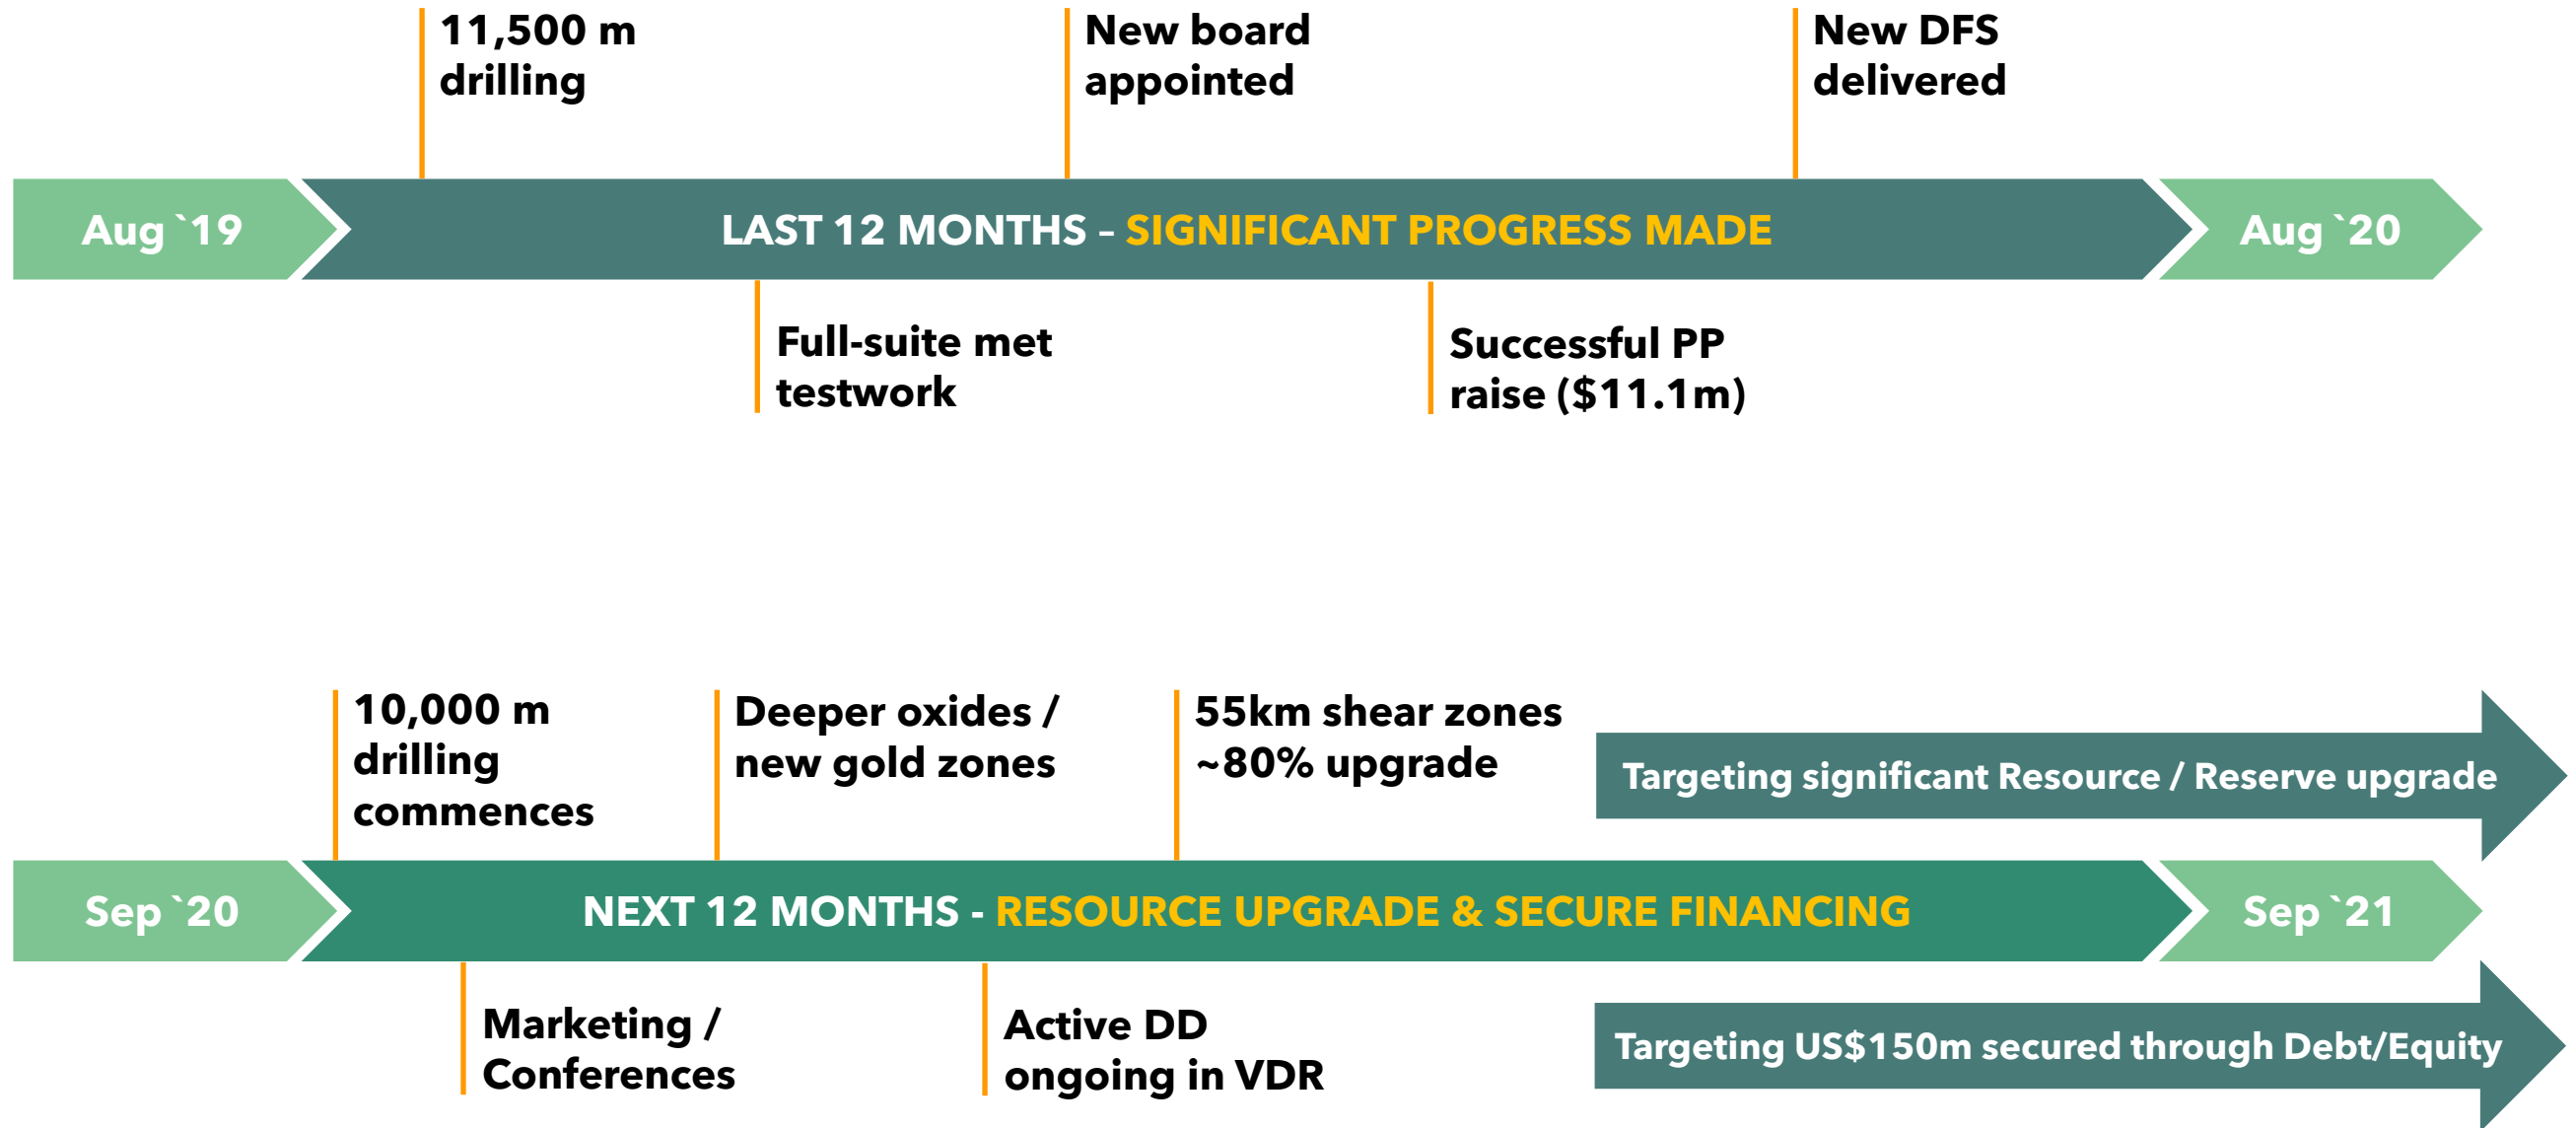 11,500 m
drilling
New board
appointed
New DFS
delivered
Aug `19
LAST 12 MONTHS – SIGNIFICANT PROGRESS MADE
Aug `20
Full-suite met
testwork
Successful PP
raise ($11.1m)
10,000 m
drilling
commences
Deeper oxides /
new gold zones
55km shear zones
~80% upgrade
Targeting significant Resource / Reserve upgrade
Sep `20
NEXT 12 MONTHS - RESOURCE UPGRADE & SECURE FINANCING
Sep `21
Marketing /
Conferences
Active DD
ongoing in VDR
Targeting US$150m secured through Debt/Equity